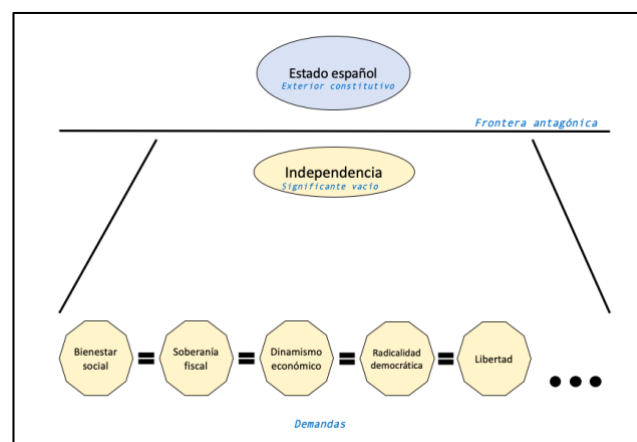 Estado español
Exterior constitutivo
Frontera antagónica
Independencia
Significante vacío
Bienestar
social
=
Soberanía
fiscal
=
Dinamismo
económico
=
Radicalidad
democrática
=
Libertad
Demandas